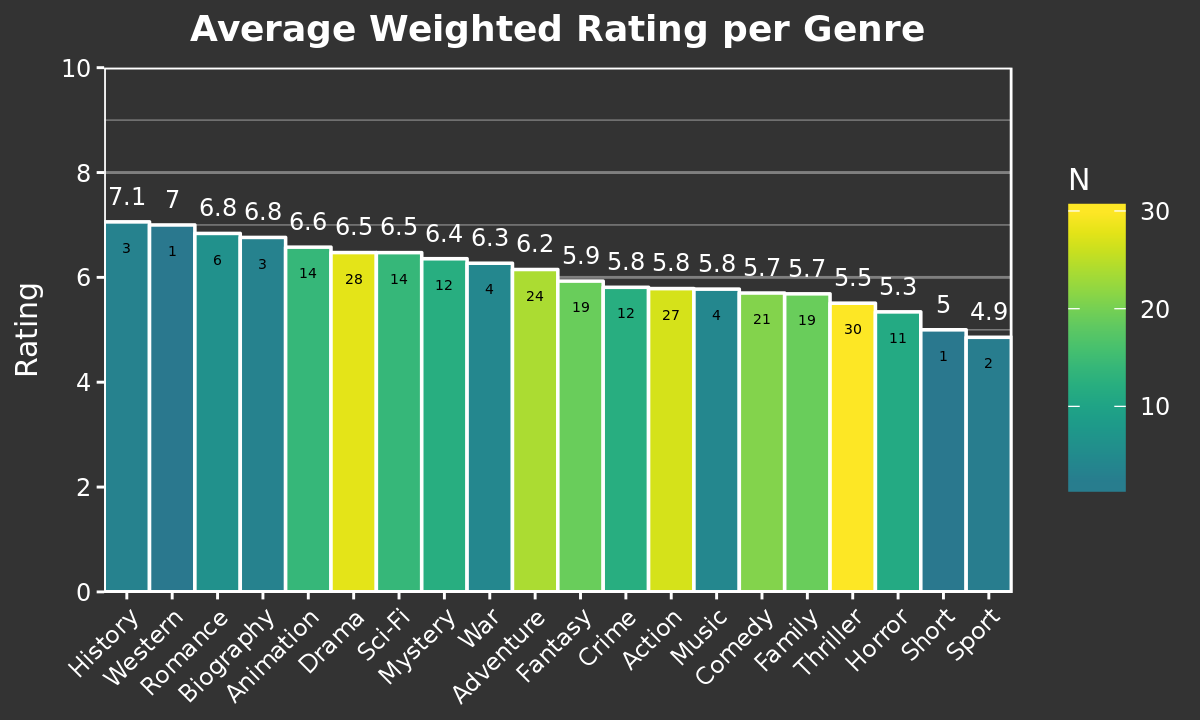 Average Weighted Rating per Genre
10
8
6
4
2
0
Rating
7.1 7 6.8 6.8 6.6 6.5 6.5 6.4 6.3 6.2 5.9 5.8 5.8 5.8 5.7 5.7 5.5 5.3 5 4.9
3 1 6 3 14 28 14 12 4 24 19 12 27 4 21 19 30 11 1 2
History Western Romance Biography Animation Drama Sci-Fi Mystery War Adventure Fantasy Crime Action Music Comedy Family Thriller Horror Short Sport
N
30
20
10